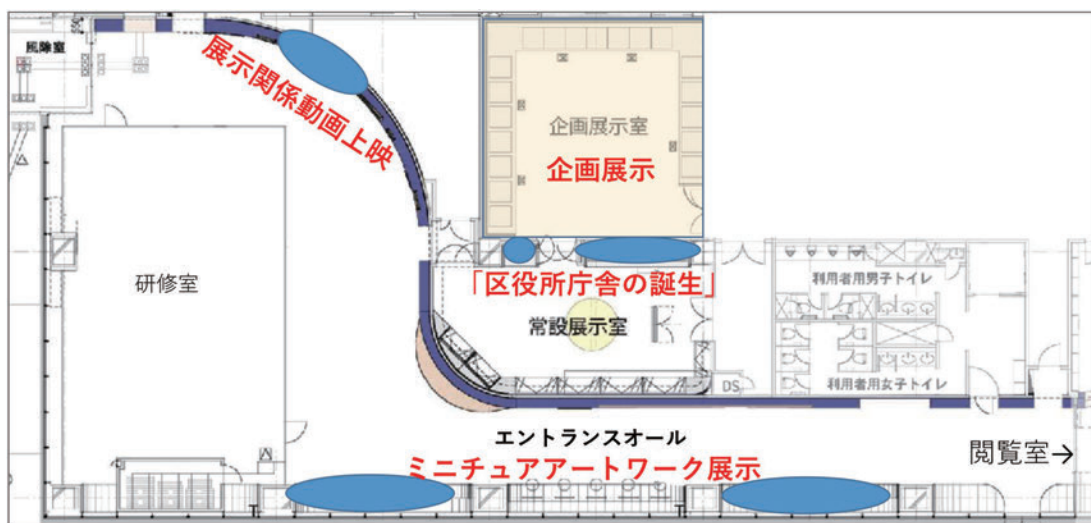 550
風除室
展示関係動画上映
企画展示室
企画展示
研修室
「区役所庁舎の誕生」
常設展示室
利用者用男子トイレ
利用者用女子トイレ
DS
エントランスオール
ミニチュアアートワーク展示
閲覧室→